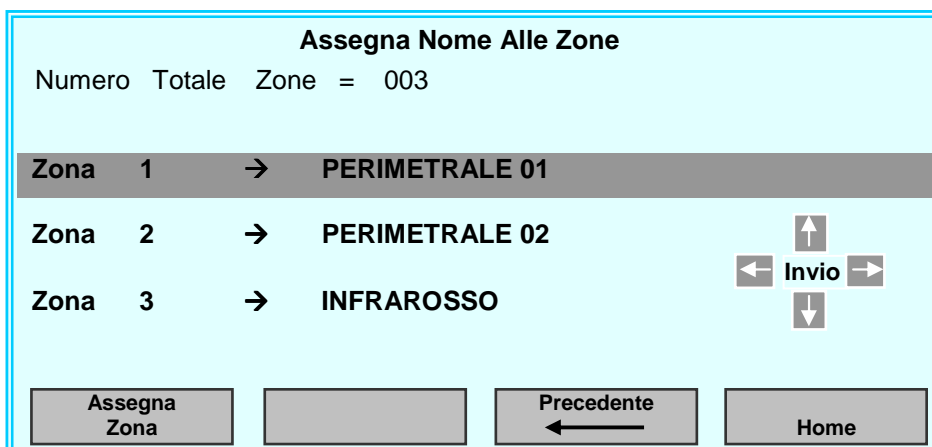 Assegna Nome Alle Zone
Numero Totale Zone = 003
Zona 1 → PERIMETRALE 01
Zona 2 → PERIMETRALE 02
Invio
Zona 3 → INFRAROSSO
Assegna
Zona
Precedente
Home